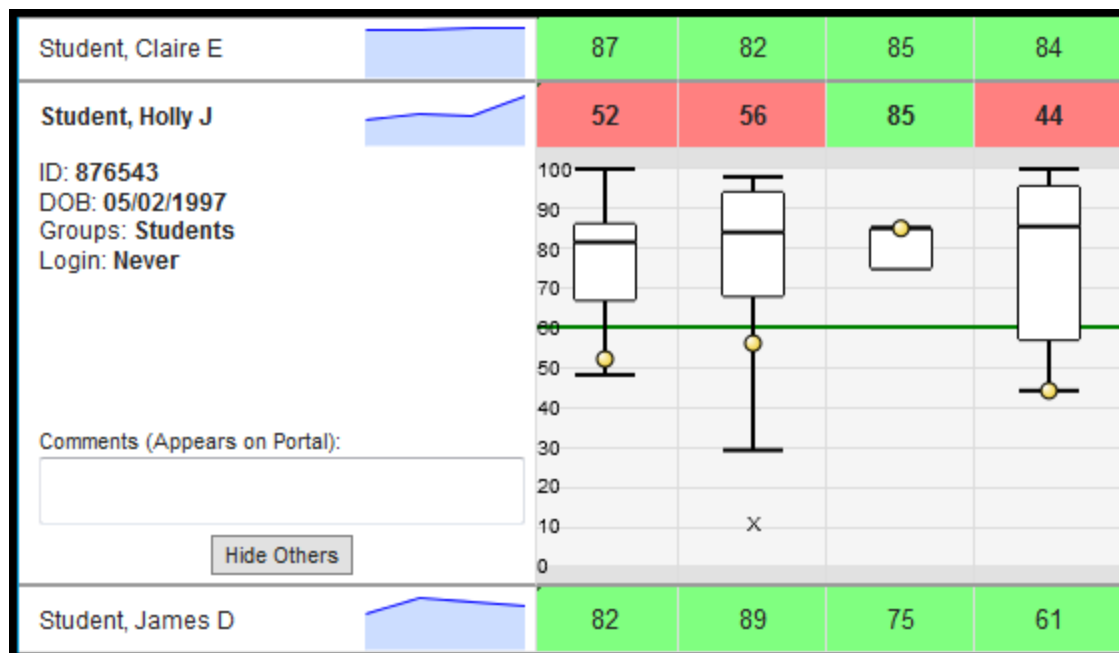 Student, Claire E 87 82 85 84
Student, Holly J 52 56 85 44
ID: 876543
DOB: 05/02/1997
Groups: Students
Login: Never
Comments (Appears on Portal):
Hide Others
100
90
80
70
60
50
40
30
20
10
0
x
Student, James D 82 89 75 61